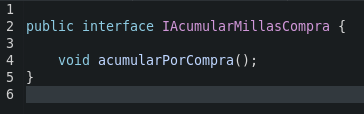 1
2 public interface IAcumularMillasCompra {
3
4     void acumularPorCompra();
5 }
6